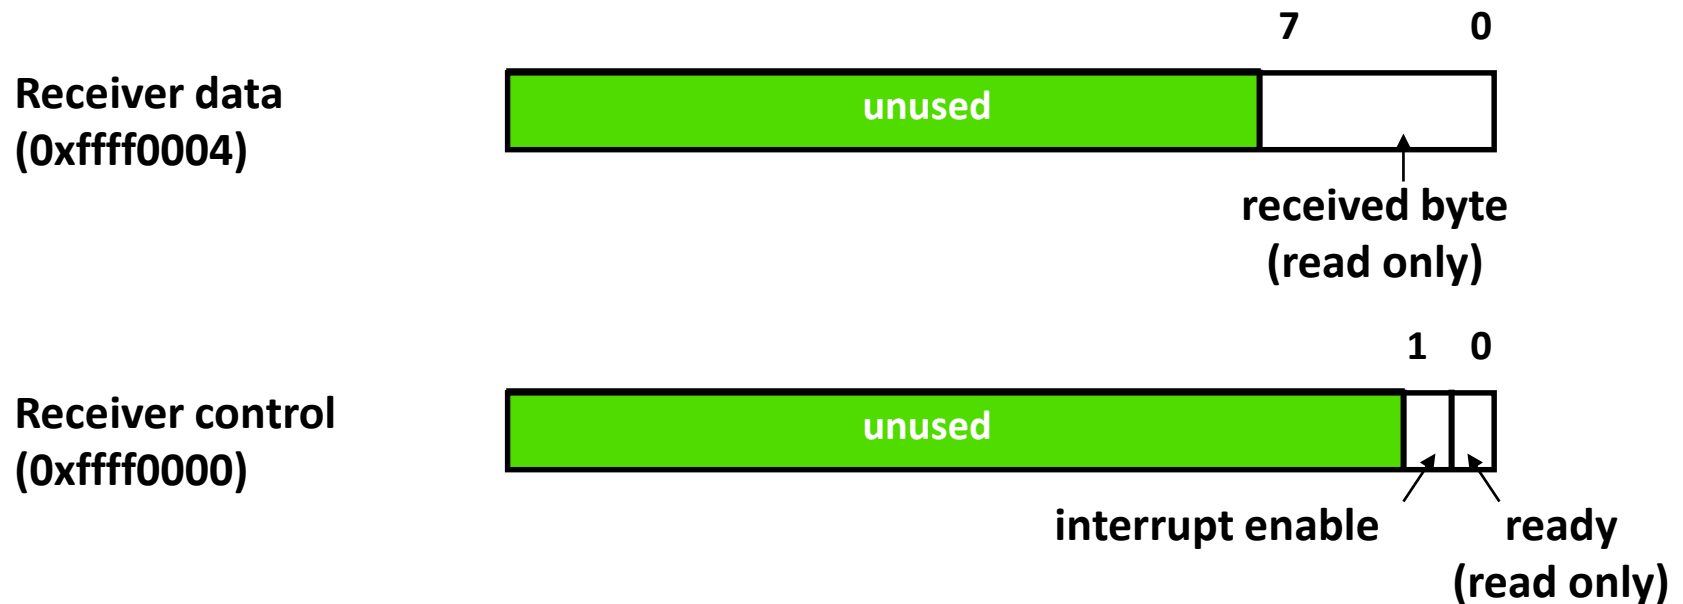 7 0
Receiver data
(0xffff0004)
unused
received byte
(read only)
1 0
Receiver control
(0xffff0000)
unused
interrupt enable
ready
(read only)